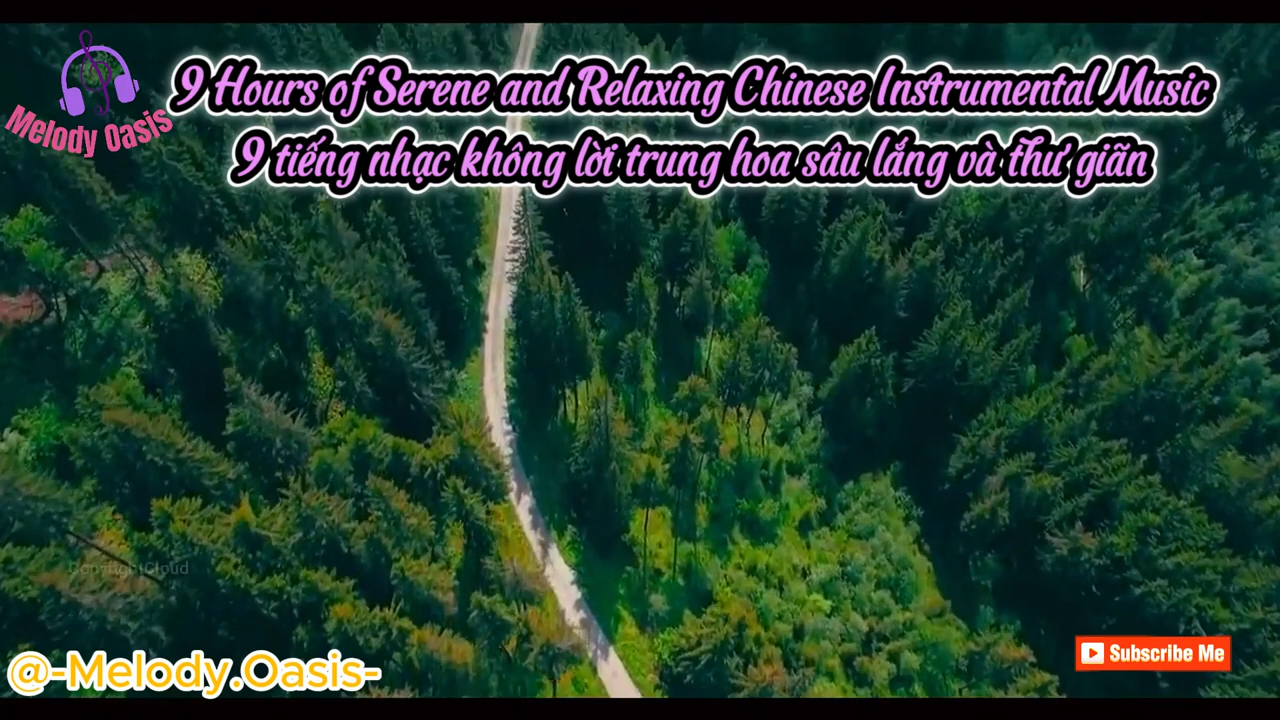 Melody Oasis
9 Hours of Serene and Relaxing Chinese Instrumental Music
9 tiếng nhạc không lời trung hoa sâu lắng và thư giãn
CopyrightCloud
@-Melody.Oasis-
Subscribe Me